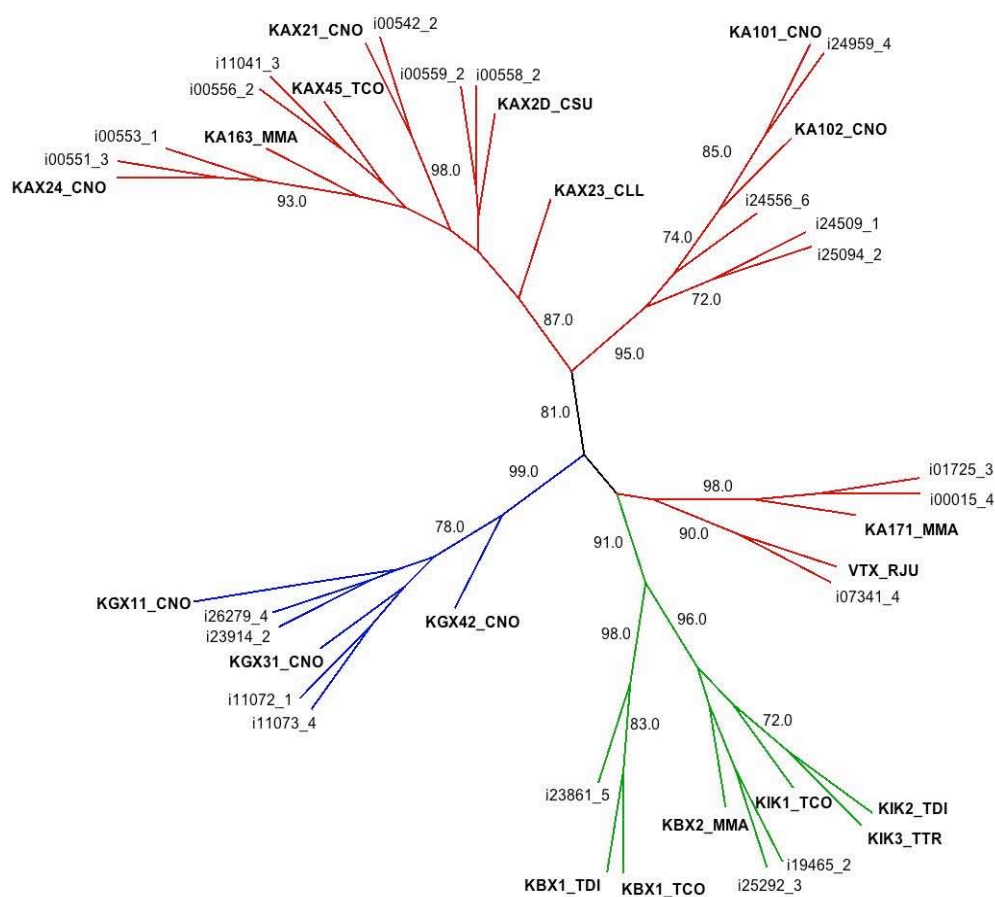 KAX21_CNO
i00542_2
KA101_CNO
i24959_4
i11041_3
i00559_2
i00558_2
i00556_2
KAX45_TCO
KAX2D_CSU
i00553_1
KA163_MMA
KA102_CNO
i00551_3
98.0
85.0
KAX24_CNO
93.0
KAX23_CLL
i24556_6
i24509_1
74.0
i25094_2
72.0
87.0
95.0
81.0
99.0
98.0
i01725_3
i00015_4
78.0
90.0
KA171_MMA
91.0
VTX_RJU
KGX11_CNO
i07341_4
i26279_4
KGX42_CNO
96.0
i23914_2
98.0
KGX31_CNO
i11072_1
83.0
72.0
i11073_4
i23861_5
KIK1_TCO
KIK2_TDI
KBX2_MMA
KIK3_TTR
i19465_2
KBX1_TDI
KBX1_TCO
i25292_3